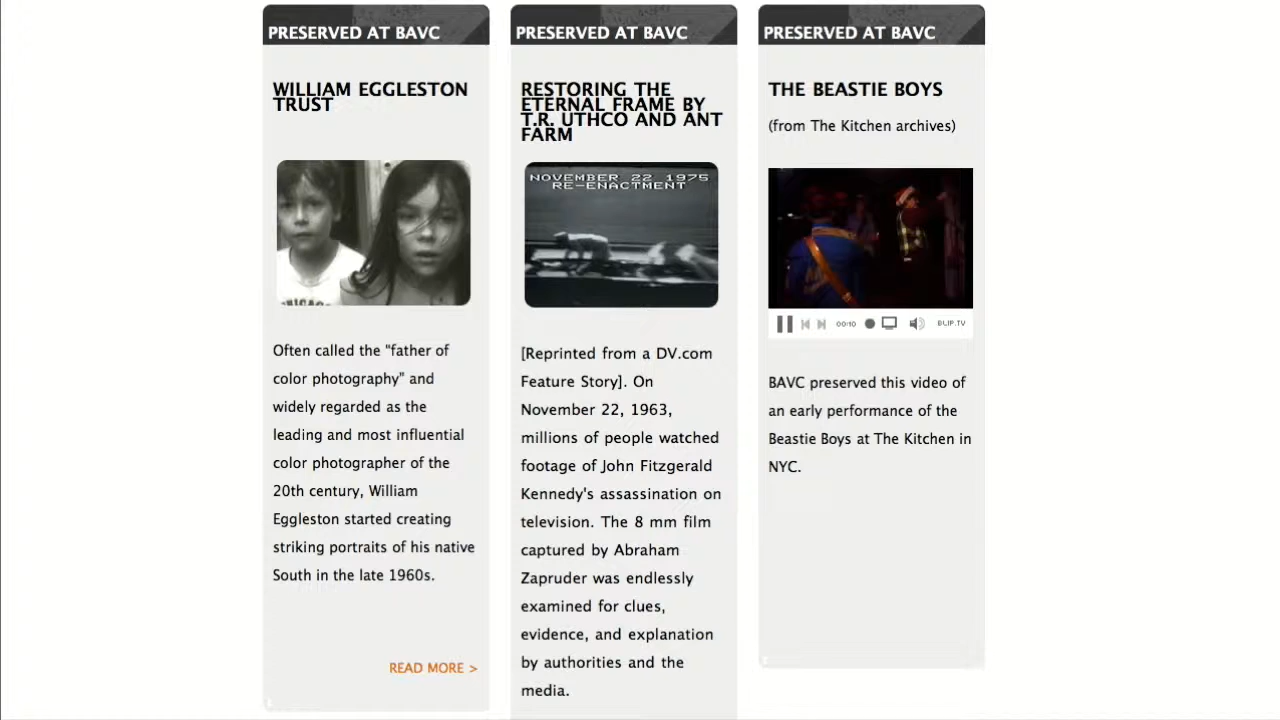 PRESERVED AT BAVC
WILLIAM EGGLESTON
TRUST
CHICAGO
Often called the "father of
color photography" and
widely regarded as the
leading and most influential
color photographer of the
20th century, William
Eggleston started creating
striking portraits of his native
South in the late 1960s.
READ MORE >
PRESERVED AT BAVC
RESTORING THE
ETERNAL FRAME BY
T.R. UTHCO AND ANT
FARM
NOVEMBER 22 1975
RE-ENACTMENT
[Reprinted from a DV.com
Feature Story]. On
November 22, 1963,
millions of people watched
footage of John Fitzgerald
Kennedy's assassination on
television. The 8 mm film
captured by Abraham
Zapruder was endlessly
examined for clues,
evidence, and explanation
by authorities and the
media.
PRESERVED AT BAVC
THE BEASTIE BOYS
(from The Kitchen archives)
00:10
BLIP.TV
BAVC preserved this video of
an early performance of the
Beastie Boys at The Kitchen in
NYC.